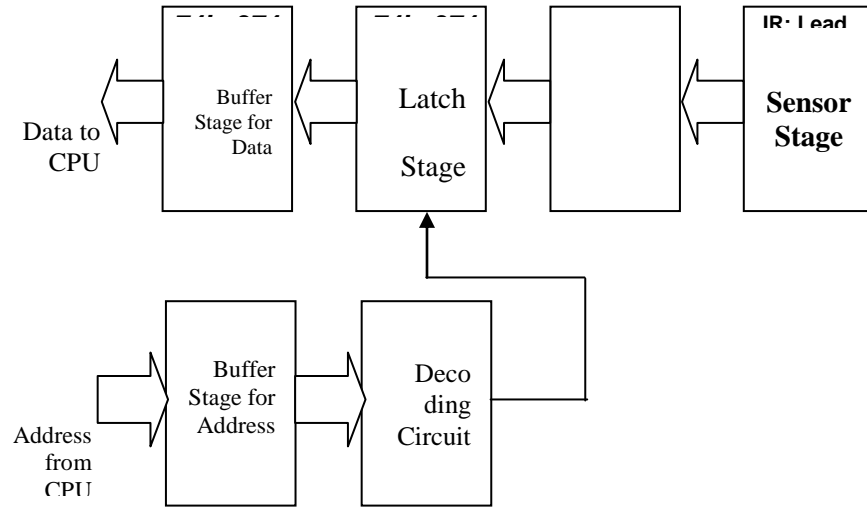 IR: Lead
Sensor
Stage
Latch
Stage
Buffer
Stage for
Data
Data to
CPU
Buffer
Stage for
Address
Deco
ding
Circuit
Address
from
CPU